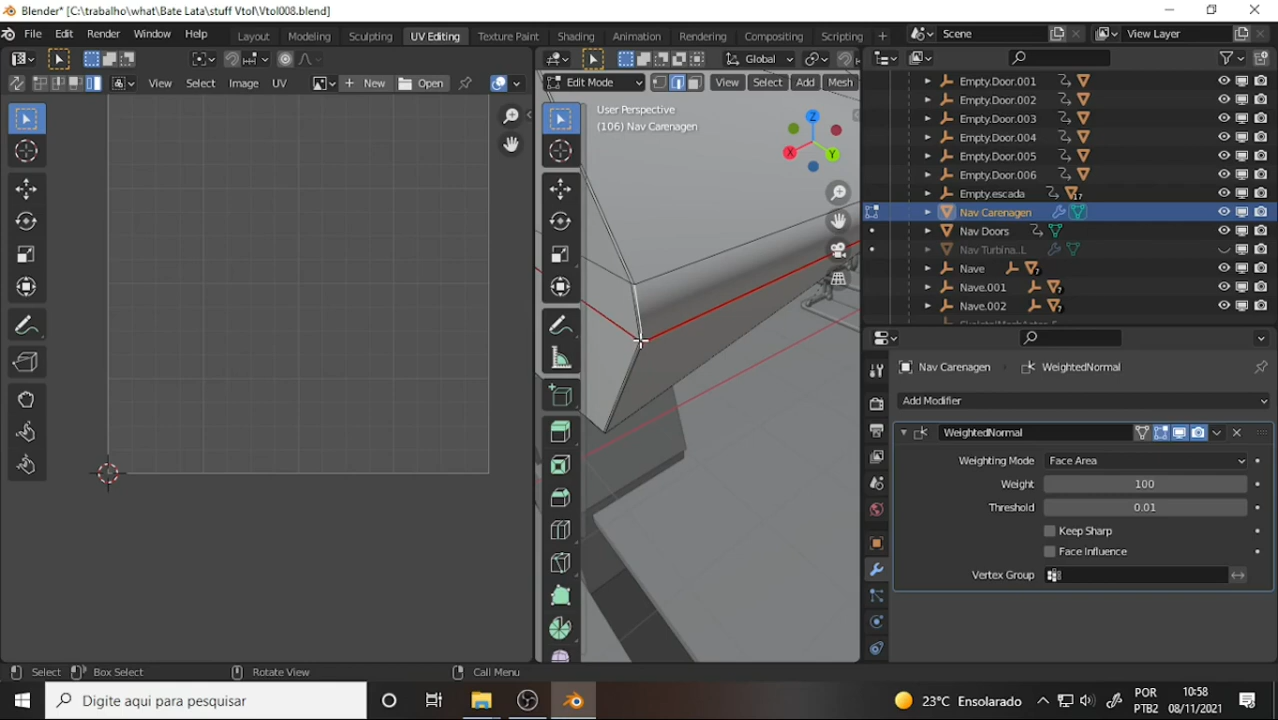 Blender* [C:\trabalho\what\Bate Lata\stuff Vtol\Vtol008.blend]
File Edit Render Window Help Layout Modeling Sculpting UV Editing Texture Paint Shading Animation Rendering Compositing Scripting Scene View Layer
Global
View Select Image UV New Open Edit Mode View Select Add Mesh
User Perspective
(106) Nav Carenagen
Z
X
Y
Empty.Door.001
Empty.Door.002
Empty.Door.003
Empty.Door.004
Empty.Door.005
Empty.Door.006
Empty.escada 17
Nav Carenagen
Nav Doors
Nav Turbina..L
Nave 7
Nave.001 7
Nave.002 7
Nav Carenagen WeightedNormal
Add Modifier
WeightedNormal
Weighting Mode Face Area
Weight 100
Threshold 0.01
Keep Sharp
Face Influence
Vertex Group
Select Box Select Rotate View Call Menu
Digite aqui para pesquisar
23°C Ensolarado
POR
PTB2
10:58
08/11/2021